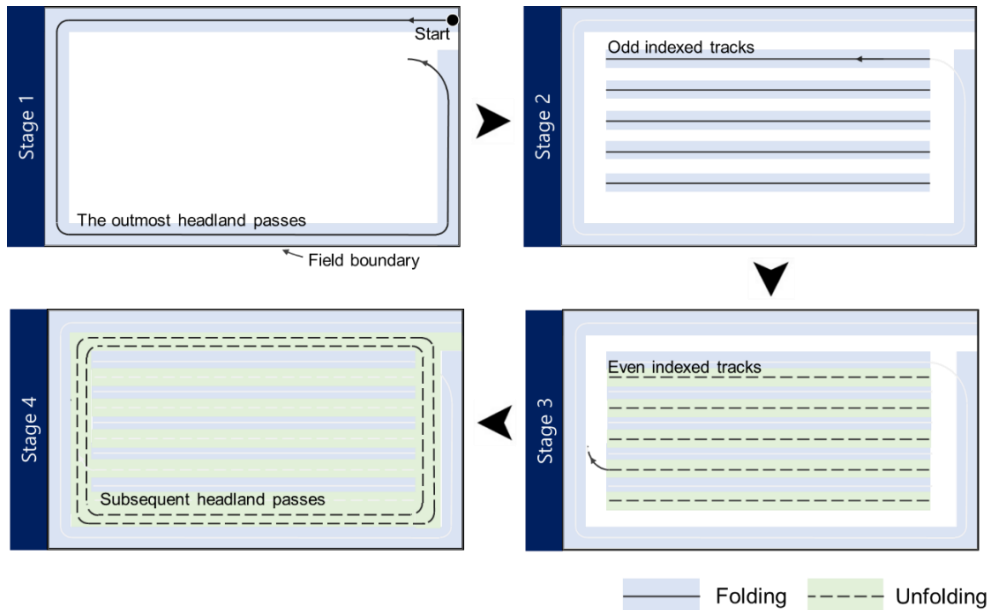 Stage 1
Start
The outmost headland passes
Field boundary
Stage 2
Odd indexed tracks
Stage 3
Even indexed tracks
Stage 4
Subsequent headland passes
Folding
Unfolding